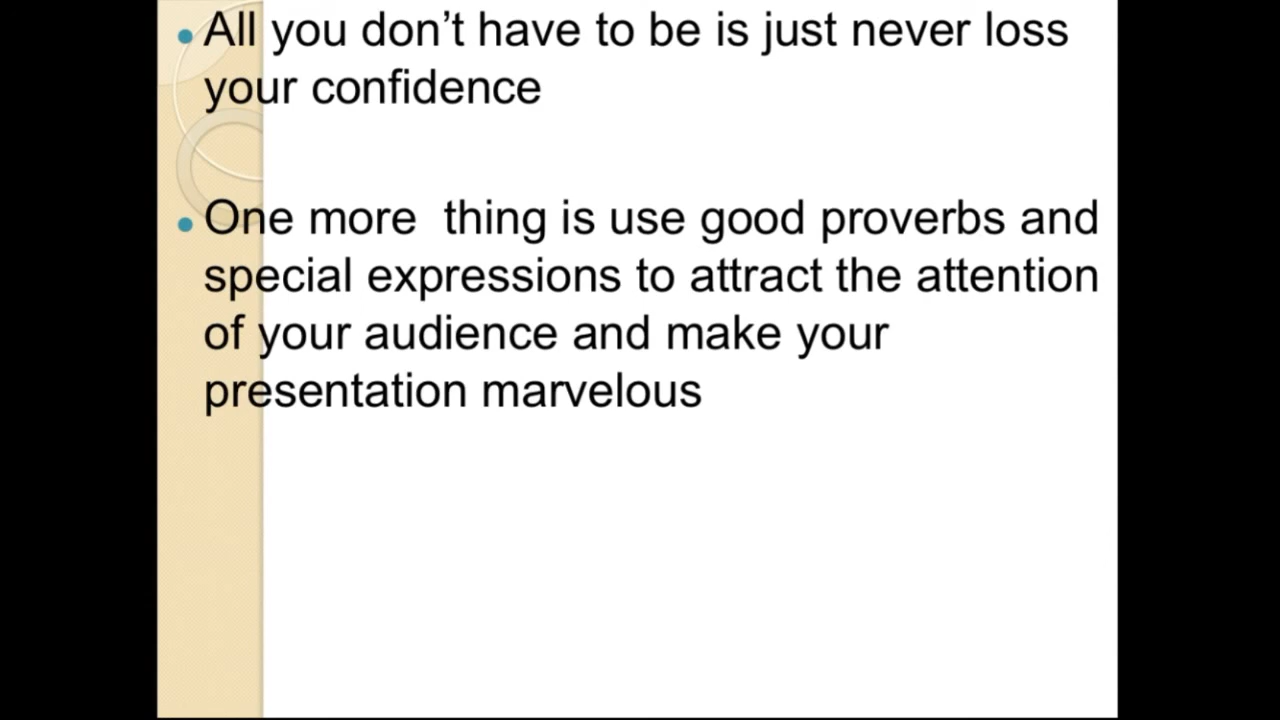 • All you don’t have to be is just never loss
your confidence
• One more  thing is use good proverbs and
special expressions to attract the attention
of your audience and make your
presentation marvelous